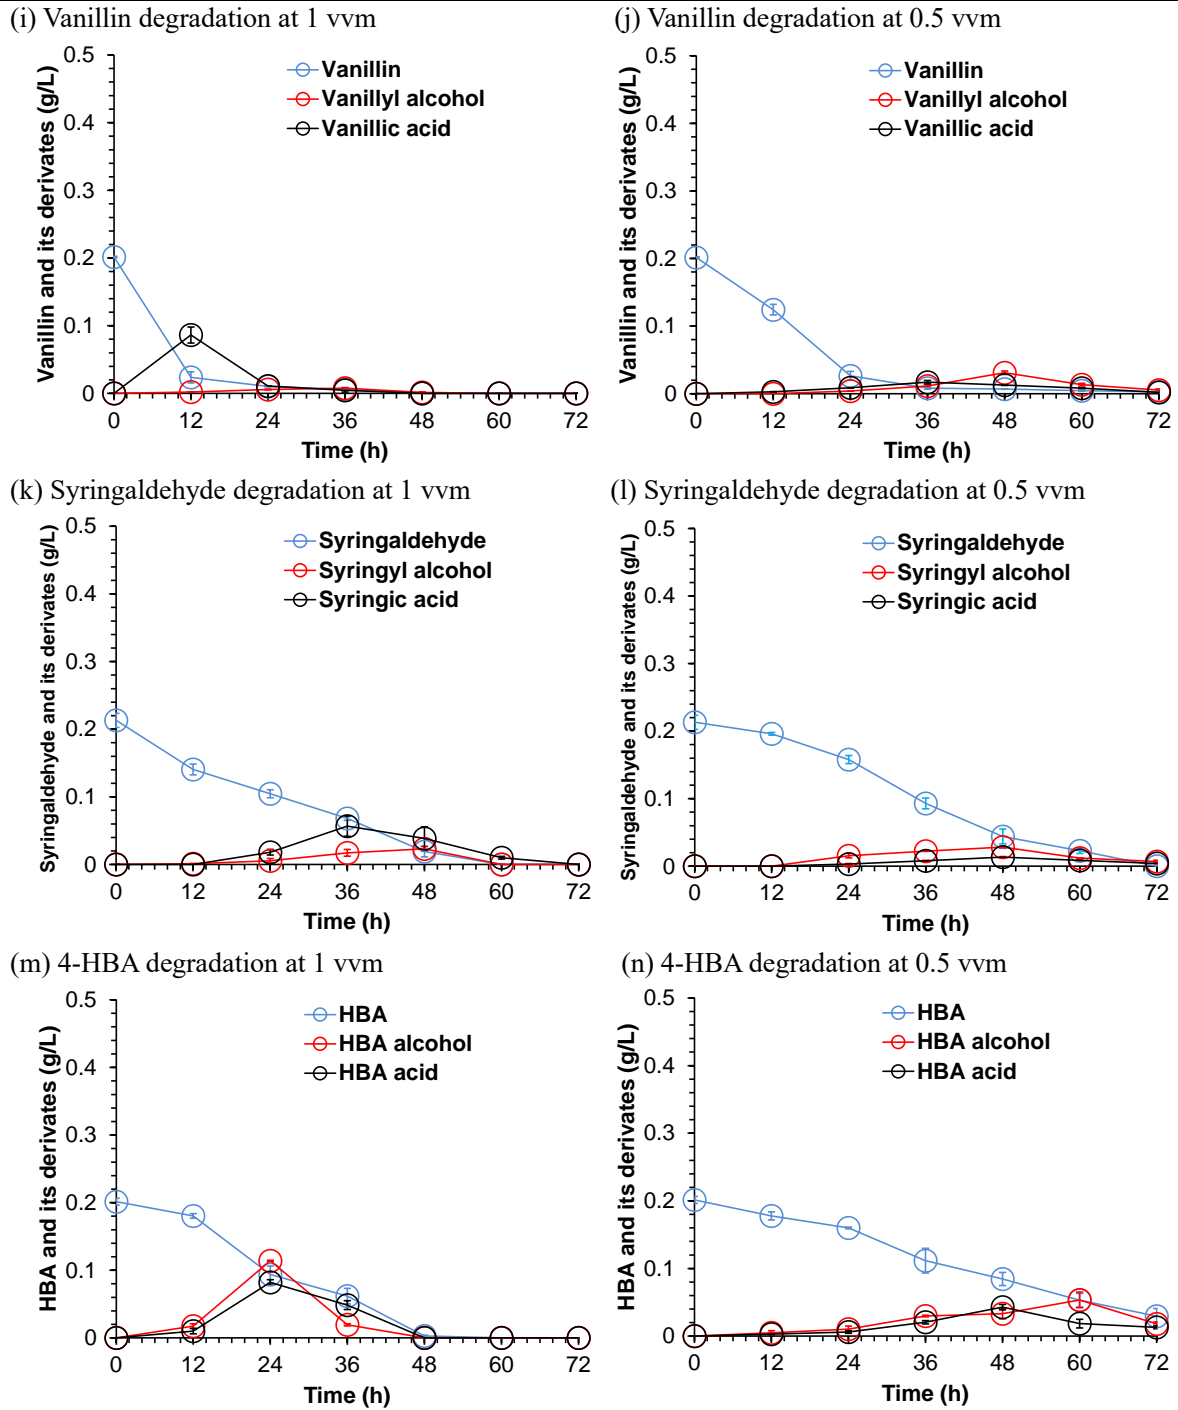 (i) Vanillin degradation at 1 vvm
Vanillin and its derivates (g/L)
0.5
0.4
0.3
0.2
0.1
0
Vanillin
Vanillyl alcohol
Vanillic acid
0 12 24 36 48 60 72
Time (h)
(j) Vanillin degradation at 0.5 vvm
Vanillin and its derivates (g/L)
0.5
0.4
0.3
0.2
0.1
0
Vanillin
Vanillyl alcohol
Vanillic acid
0 12 24 36 48 60 72
Time (h)
(k) Syringaldehyde degradation at 1 vvm
Syringaldehyde and its derivates (g/L)
0.5
0.4
0.3
0.2
0.1
0
Syringaldehyde
Syringyl alcohol
Syringic acid
0 12 24 36 48 60 72
Time (h)
(l) Syringaldehyde degradation at 0.5 vvm
Syringaldehyde and its derivates (g/L)
0.5
0.4
0.3
0.2
0.1
0
Syringaldehyde
Syringyl alcohol
Syringic acid
0 12 24 36 48 60 72
Time (h)
(m) 4-HBA degradation at 1 vvm
HBA and its derivates (g/L)
0.5
0.4
0.3
0.2
0.1
0
HBA
HBA alcohol
HBA acid
0 12 24 36 48 60 72
Time (h)
(n) 4-HBA degradation at 0.5 vvm
HBA and its derivates (g/L)
0.5
0.4
0.3
0.2
0.1
0
HBA
HBA alcohol
HBA acid
0 12 24 36 48 60 72
Time (h)